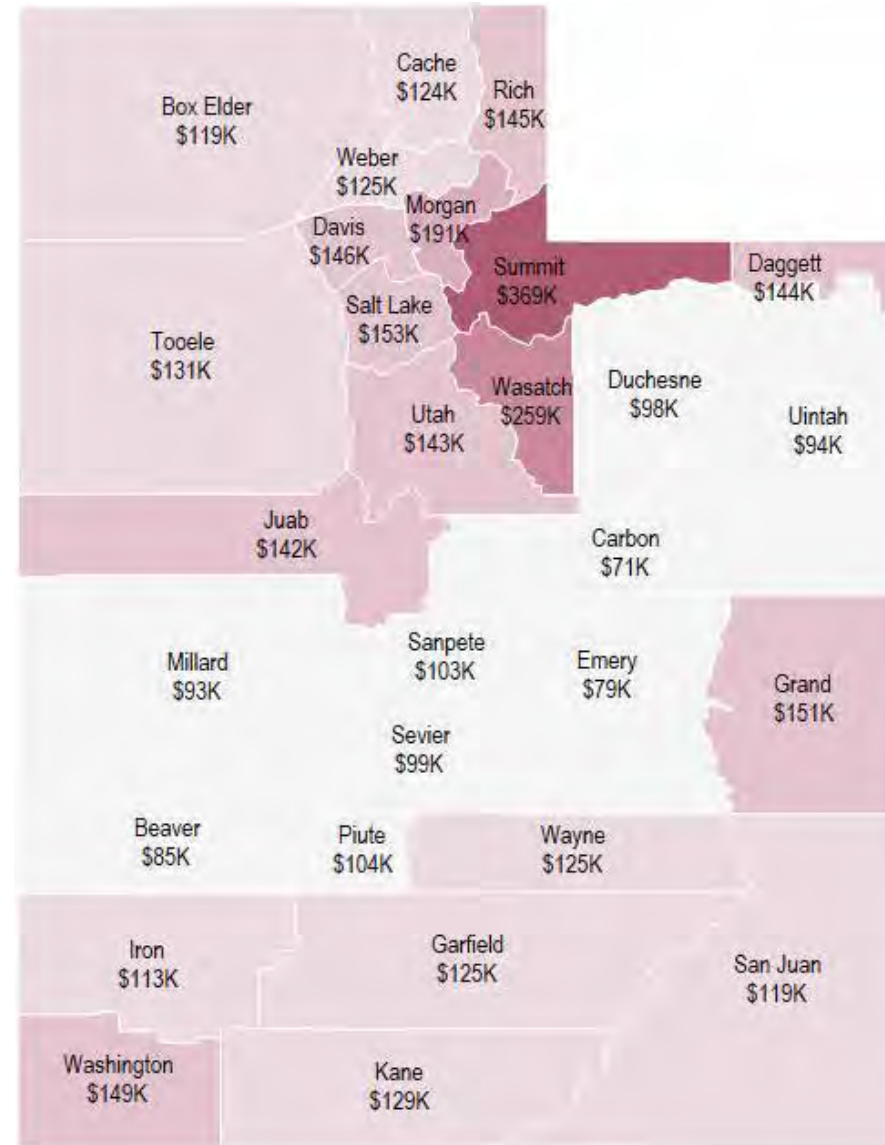 Cache
$124K
Rich
$145K
Box Elder
$119K
Weber
$125K
Morgan
$191K
Davis
$146K
Summit
$369K
Daggett
$144K
Salt Lake
$153K
Tooele
$131K
Wasatch
$259K
Duchesne
$98K
Uintah
$94K
Utah
$143K
Juab
$142K
Carbon
$71K
Millard
$93K
Sanpete
$103K
Emery
$79K
Grand
$151K
Sevier
$99K
Beaver
$85K
Piute
$104K
Wayne
$125K
Iron
$113K
Garfield
$125K
San Juan
$119K
Washington
$149K
Kane
$129K